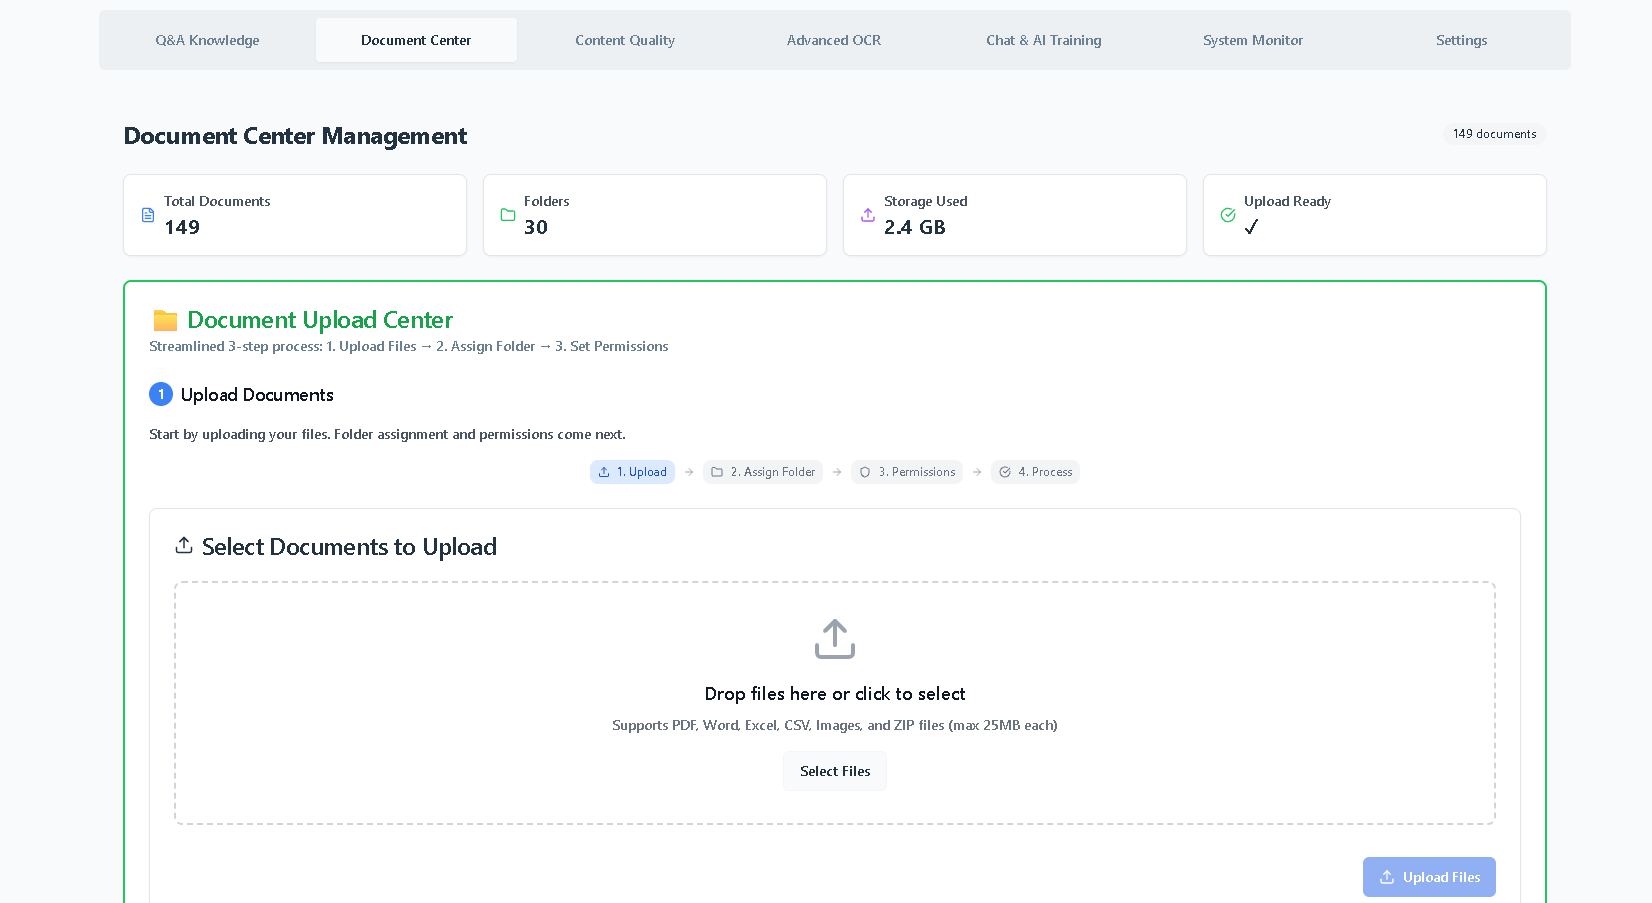 Q&A Knowledge
Document Center
Content Quality
Advanced OCR
Chat & AI Training
System Monitor
Settings
Document Center Management
149 documents
Total Documents
149
Folders
30
Storage Used
2.4 GB
Upload Ready
✓
Document Upload Center
Streamlined 3-step process: 1. Upload Files → 2. Assign Folder → 3. Set Permissions
1 Upload Documents
Start by uploading your files. Folder assignment and permissions come next.
1. Upload → 2. Assign Folder → 3. Permissions → 4. Process
Select Documents to Upload
Drop files here or click to select
Supports PDF, Word, Excel, CSV, Images, and ZIP files (max 25MB each)
Select Files
Upload Files